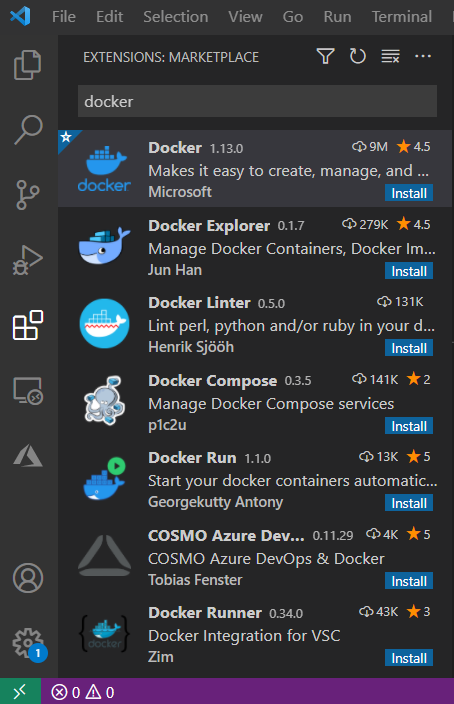 File Edit Selection View Go Run Terminal
EXTENSIONS: MARKETPLACE
docker
Docker 1.13.0 9M 4.5
Makes it easy to create, manage, and ...
docker
Microsoft Install
Docker Explorer 0.1.7 279K 4.5
Manage Docker Containers, Docker Im...
Jun Han Install
Docker Linter 0.5.0 131K
Lint perl, python and/or ruby in your d...
Henrik Sjööh Install
Docker Compose 0.3.5 141K 2
Manage Docker Compose services
p1c2u Install
Docker Run 1.1.0 13K 5
Start your docker containers automatic...
Georgekutty Antony Install
COSMO Azure Dev... 0.11.29 4K 5
COSMO Azure DevOps & Docker
Tobias Fenster Install
Docker Runner 0.34.0 43K 3
Docker Integration for VSC
docker
Zim Install
1
0 0